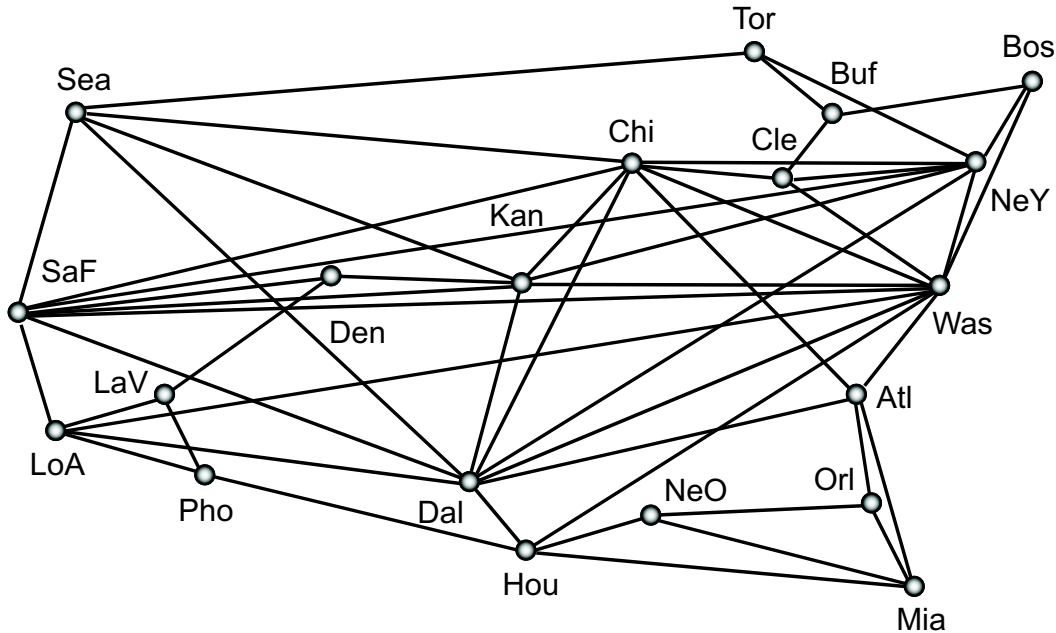 Tor
Bos
Buf
Sea
Chi
Cle
NeY
Kan
SaF
Den
Was
LaV
Atl
LoA
Orl
NeO
Pho
Dal
Hou
Mia